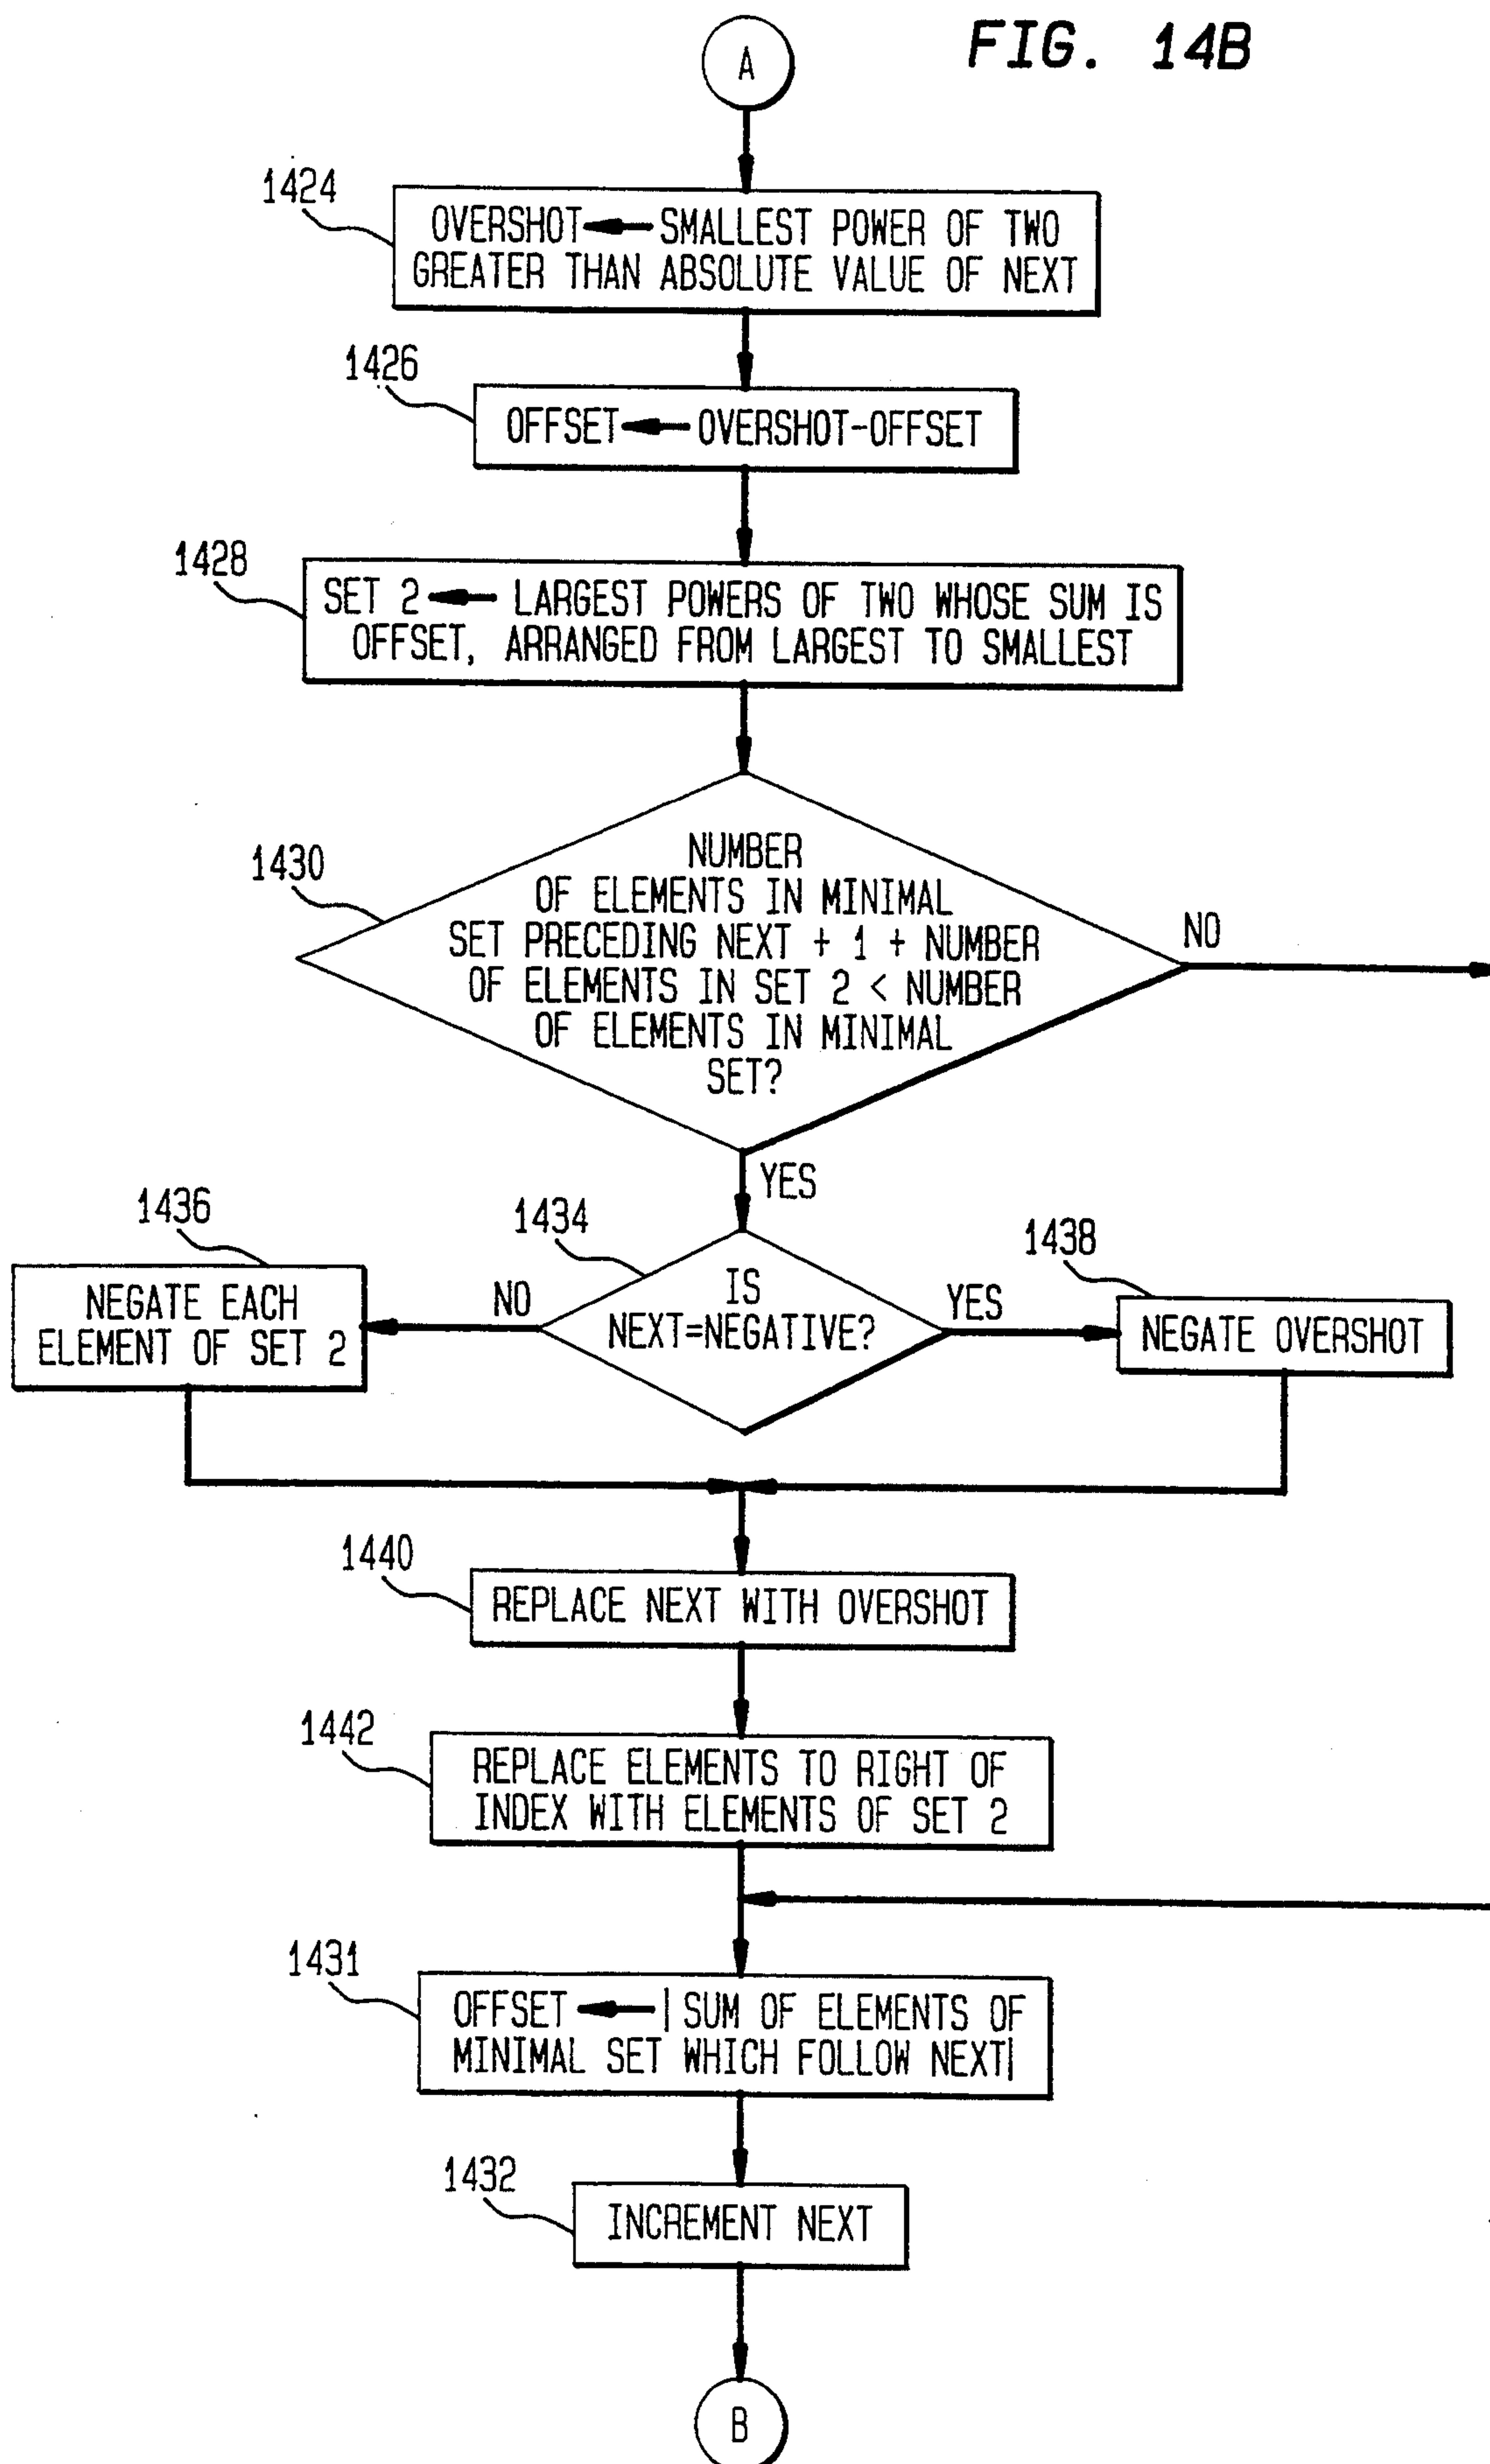 FIG. 14B
A
1424
OVERSHOT ← SMALLEST POWER OF TWO
GREATER THAN ABSOLUTE VALUE OF NEXT
1426
OFFSET ← OVERSHOT-OFFSET
1428
SET 2 ← LARGEST POWERS OF TWO WHOSE SUM IS
OFFSET, ARRANGED FROM LARGEST TO SMALLEST
1430
NUMBER
OF ELEMENTS IN MINIMAL
SET PRECEDING NEXT + 1 + NUMBER
OF ELEMENTS IN SET 2 < NUMBER
OF ELEMENTS IN MINIMAL
SET?
NO
YES
1434
IS
NEXT=NEGATIVE?
NO
YES
1436
NEGATE EACH
ELEMENT OF SET 2
1438
NEGATE OVERSHOT
1440
REPLACE NEXT WITH OVERSHOT
1442
REPLACE ELEMENTS TO RIGHT OF
INDEX WITH ELEMENTS OF SET 2
1431
OFFSET ← | SUM OF ELEMENTS OF
MINIMAL SET WHICH FOLLOW NEXT|
1432
INCREMENT NEXT
B